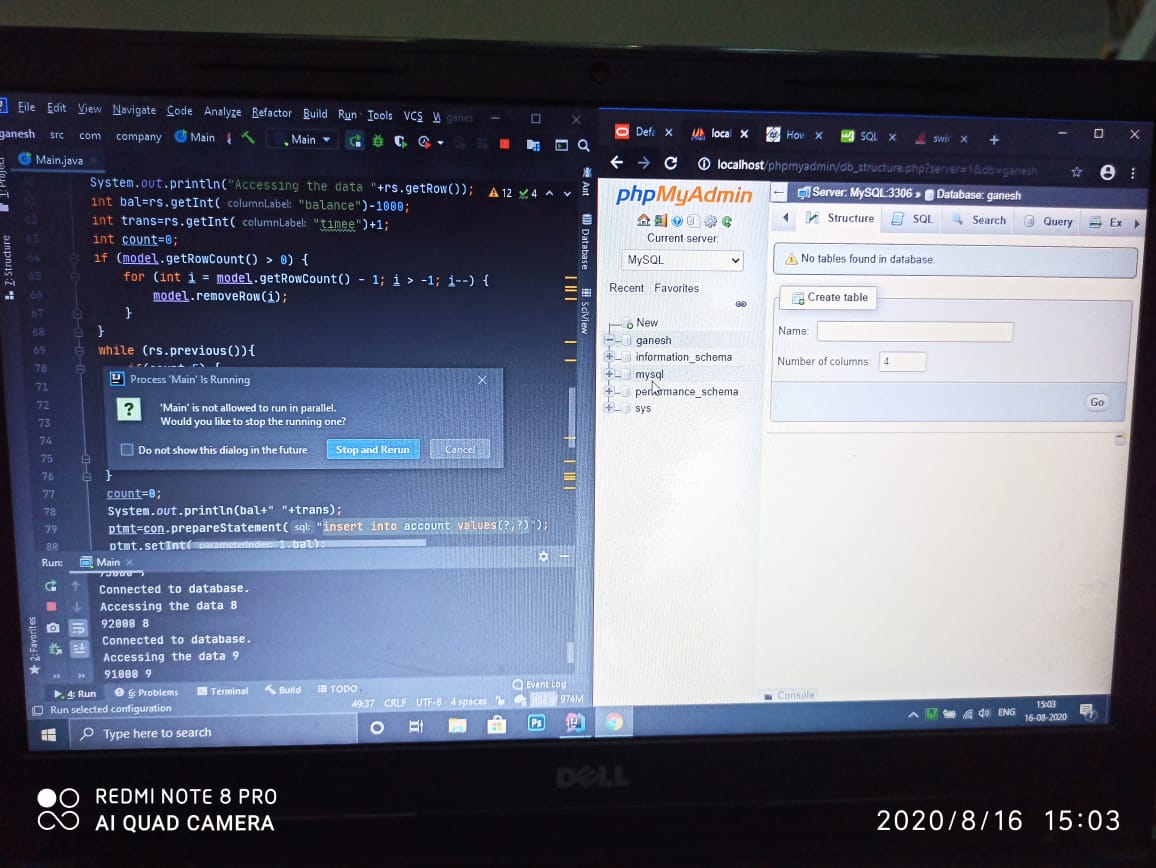 File Edit View Navigate Code Analyze Refactor Build Run Tools VCS W ganes
ganesh src com company Main Main
Main.java
System.out.println("Accessing the data "+rs.getRow()); 12 4
int bal=rs.getInt( columnLabel: "balance")-1000;
int trans=rs.getInt( columnLabel: "timee")+1;
63 int count=0;
64 if (model.getRowCount() > 0) {
65 for (int i = model.getRowCount() - 1; i > -1; i--) {
66 model.removeRow(i);
67 }
68 }
69 while (rs.previous()){
70
71
72
73
74
75
76 }
77 count=0;
78 System.out.println(bal+" "+trans);
79 ptmt=con.prepareStatement( sql: "insert into account values(?,?)");
80 ptmt.setInt( parameterIndex: 1,bal);
Process 'Main' Is Running
'Main' is not allowed to run in parallel.
Would you like to stop the running one?
Do not show this dialog in the future Stop and Rerun Cancel
1: Project
7: Structure
2: Favorites
Ant
Database
SciView
Run: Main
Connected to database.
Accessing the data 8
92000 8
Connected to database.
Accessing the data 9
91000 9
4: Run 6: Problems Terminal Build TODO Event Log
Run selected configuration 49:37 CRLF UTF-8 4 spaces 974M
Defa loca How SQL swin
localhost/phpmyadmin/db_structure.php?server=1&db=ganesh
phpMyAdmin
Current server:
MySQL
Recent Favorites
New
ganesh
information_schema
mysql
performance_schema
sys
Server: MySQL:3306 » Database: ganesh
Structure SQL Search Query Ex
No tables found in database.
Create table
Name:
Number of columns: 4
Go
Console
Type here to search
Ps
ENG
15:03
16-08-2020
7
DELL
REDMI NOTE 8 PRO
AI QUAD CAMERA
2020/8/16 15:03